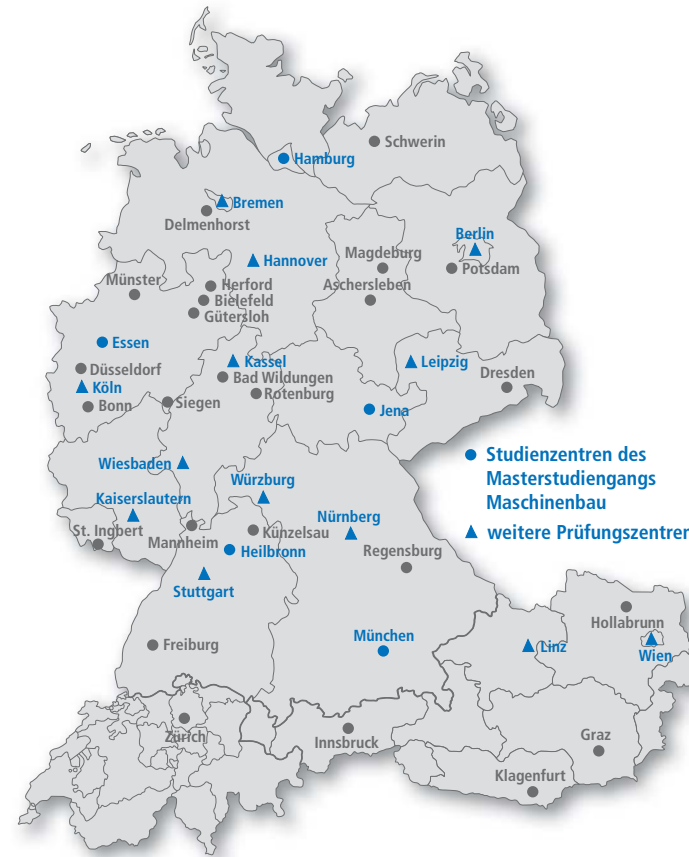 Schwerin
Hamburg
Bremen
Delmenhorst
Berlin
Hannover
Magdeburg
Potsdam
Münster
Herford
Aschersleben
Bielefeld
Gütersloh
Essen
Kassel
Leipzig
Düsseldorf
Bad Wildungen
Dresden
Köln
Rotenburg
Siegen
Bonn
Jena
Studienzentren des
Masterstudiengangs
Maschinenbau
weitere Prüfungszentren
Wiesbaden
Würzburg
Kaiserslautern
Nürnberg
St. Ingbert
Mannheim
Künzelsau
Heilbronn
Regensburg
Stuttgart
Hollabrunn
Freiburg
München
Linz
Wien
Zürich
Innsbruck
Graz
Klagenfurt